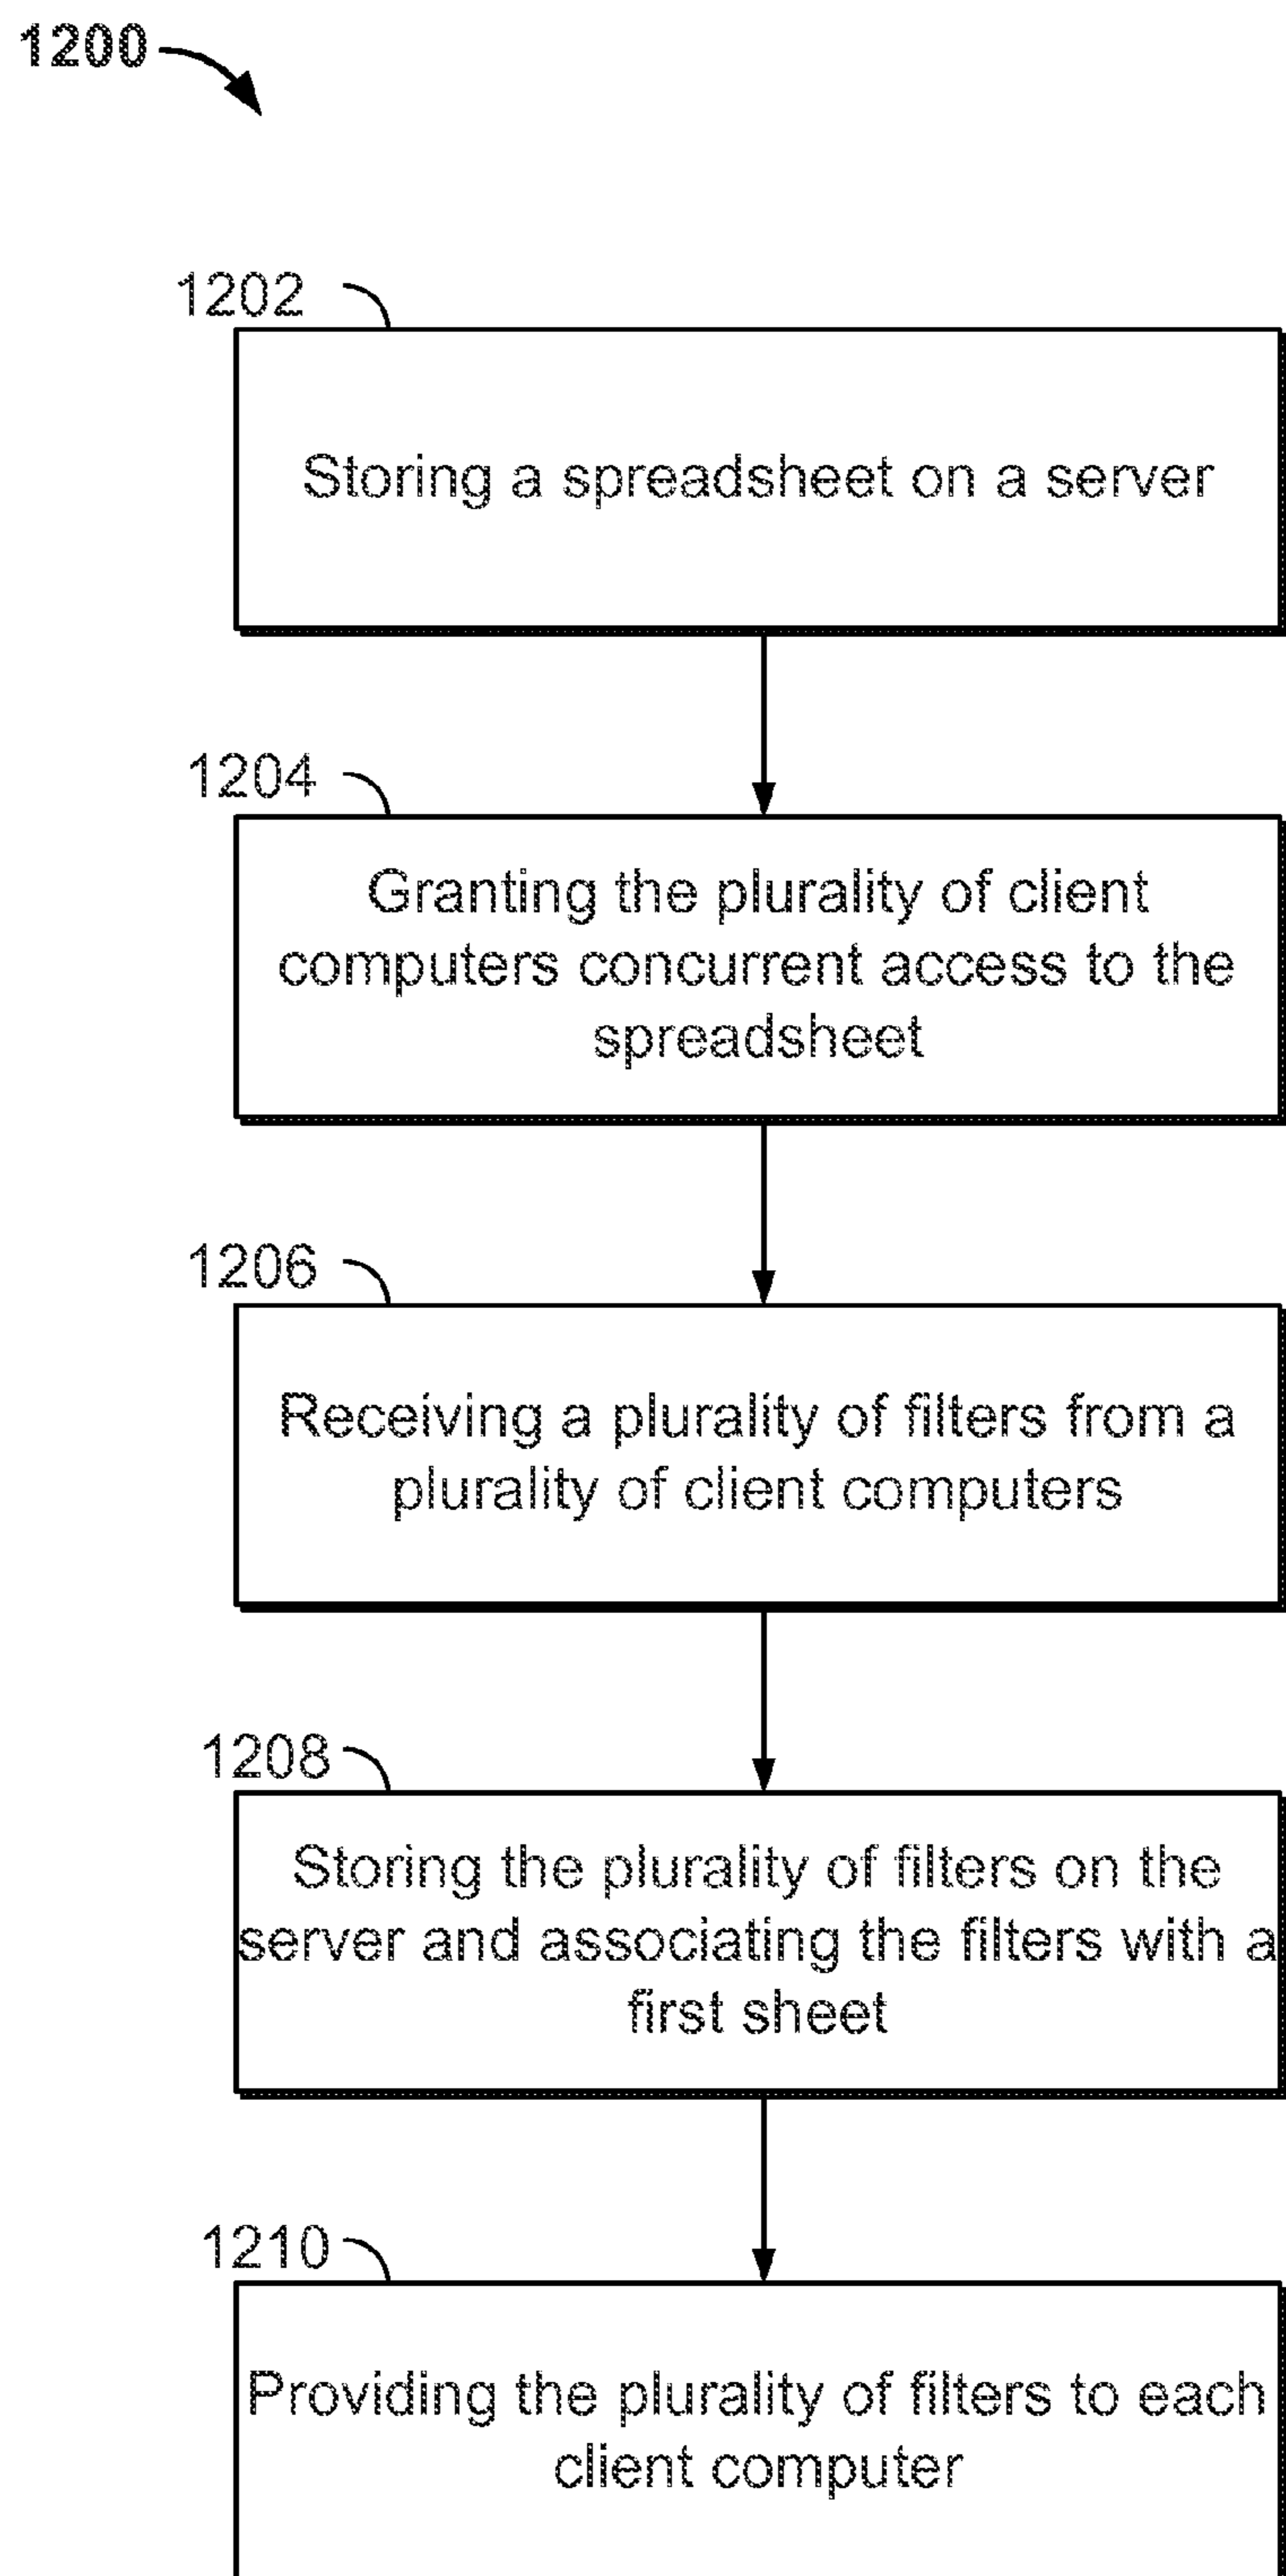 1200
1202
Storing a spreadsheet on a server
1204
Granting the plurality of client
computers concurrent access to the
spreadsheet
1206
Receiving a plurality of filters from a
plurality of client computers
1208
Storing the plurality of filters on the
server and associating the filters with a
first sheet
1210
Providing the plurality of filters to each
client computer